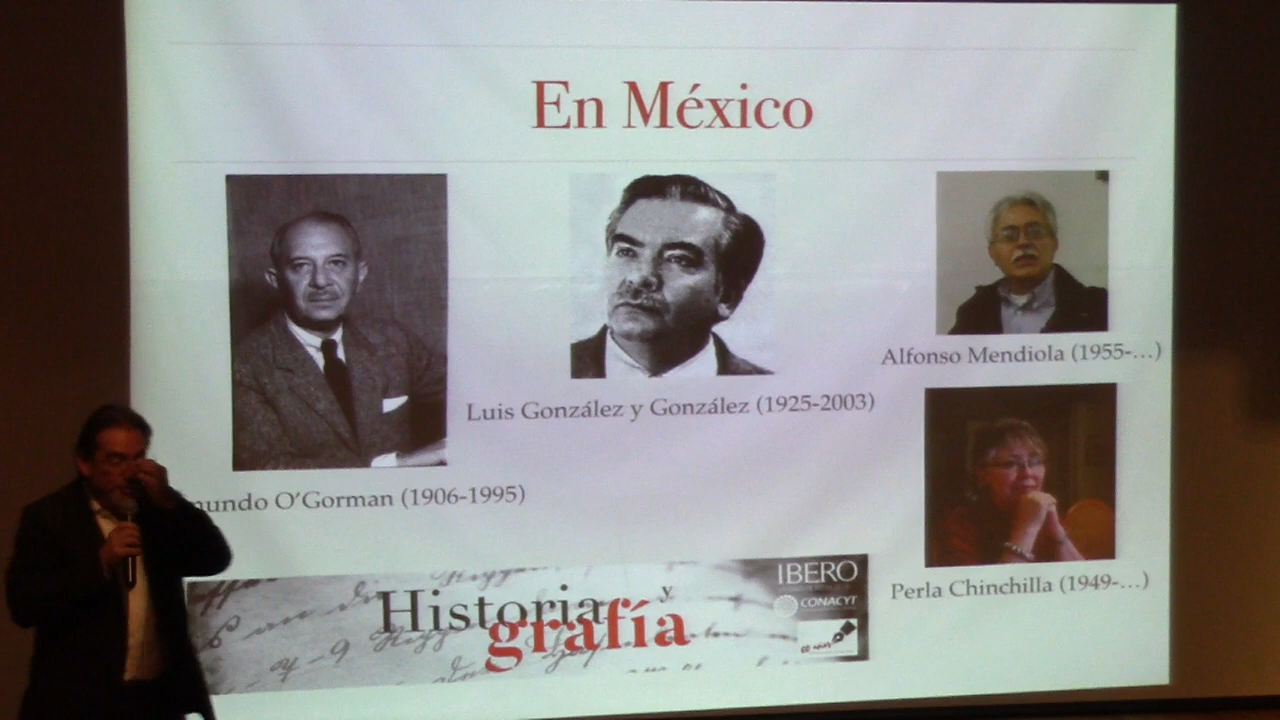 En México
Alfonso Mendiola (1955-...)
Luis González y González (1925-2003)
mundo O'Gorman (1906-1995)
Perla Chinchilla (1949-...)
Historia y
grafía
IBERO
CONACYT